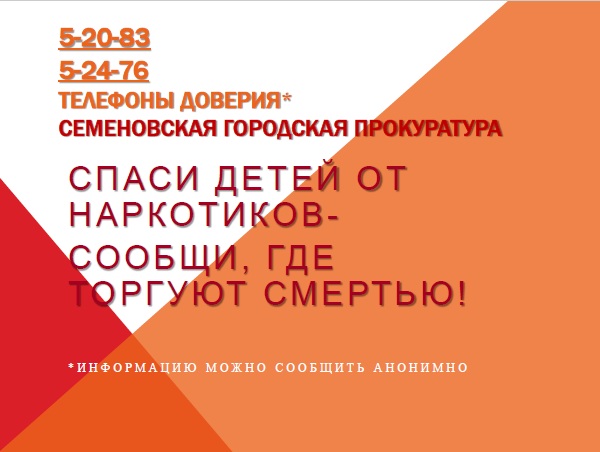 5-20-83
5-24-76
ТЕЛЕФОНЫ ДОВЕРИЯ*
СЕМЕНОВСКАЯ ГОРОДСКАЯ ПРОКУРАТУРА
СПАСИ ДЕТЕЙ ОТ
НАРКОТИКОВ-
СООБЩИ, ГДЕ
ТОРГУЮТ СМЕРТЬЮ!
*ИНФОРМАЦИЮ МОЖНО СООБЩИТЬ АНОНИМНО